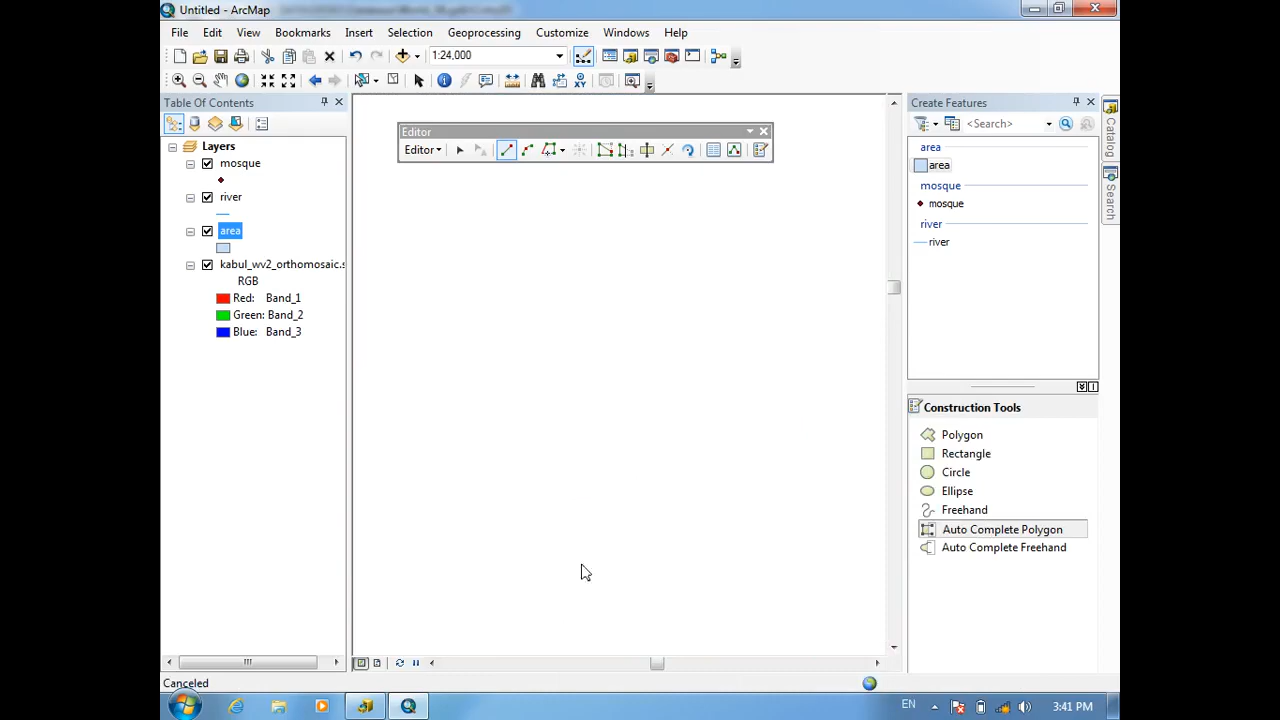 Untitled - ArcMap
File Edit View Bookmarks Insert Selection Geoprocessing Customize Windows Help
1:24,000
Table Of Contents
Layers
mosque
river
area
kabul_wv2_orthomosaic.s
RGB
Red: Band_1
Green: Band_2
Blue: Band_3
Editor
Editor
Create Features
<Search>
area
area
mosque
mosque
river
river
Construction Tools
Polygon
Rectangle
Circle
Ellipse
Freehand
Auto Complete Polygon
Auto Complete Freehand
Catalog
Search
Canceled
EN 3:41 PM